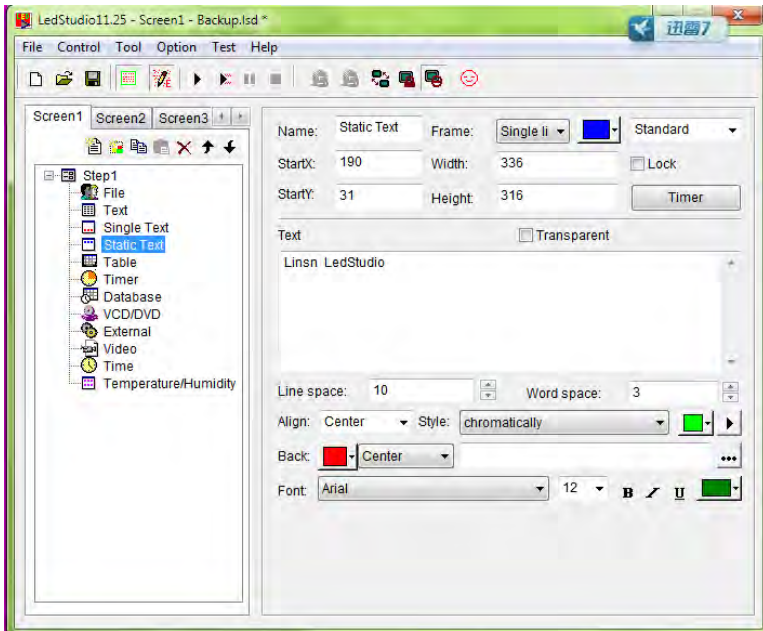 LedStudio11.25 - Screen1 - Backup.lsd *
迅雷7
File Control Tool Option Test Help
Screen1 Screen2 Screen3
Step1
File
Text
Single Text
Static Text
Table
Timer
Database
VCD/DVD
External
Video
Time
Temperature/Humidity
Name: Static Text Frame: Single li Standard
StartX: 190 Width: 336 Lock
StartY: 31 Height: 316 Timer
Text Transparent
Linsn LedStudio
Line space: 10 Word space: 3
Align: Center Style: chromatically
Back: Center
Font: Arial 12 B I U